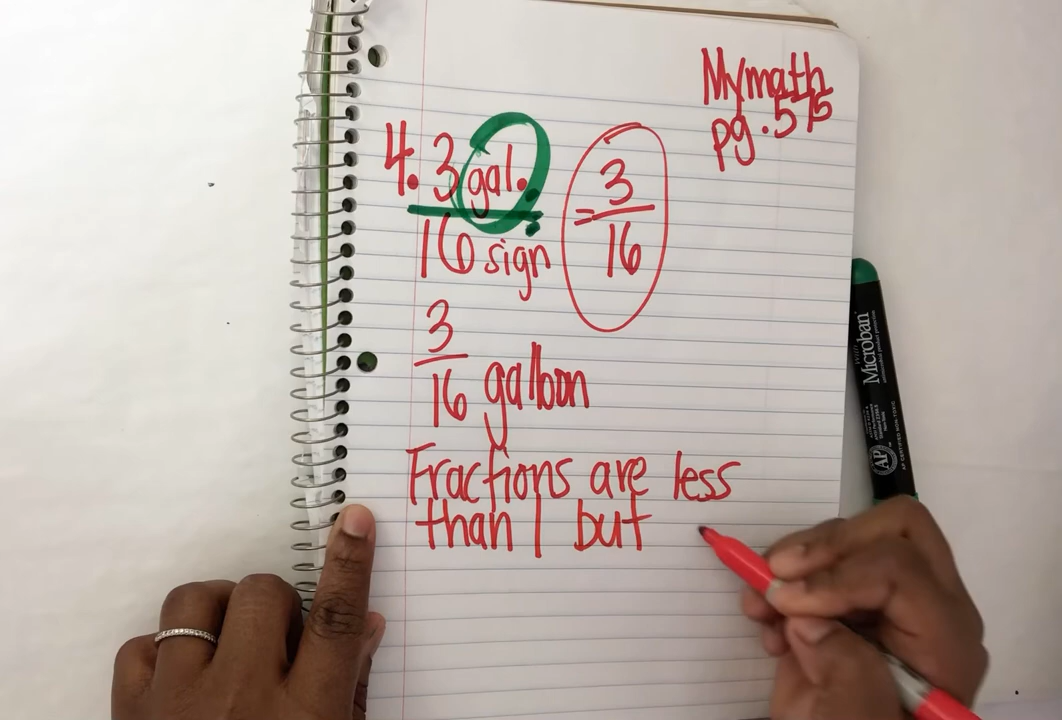 Mymath
pg. 575
4. 3 gal. = 3
16 sign 16
3
16 gallon
Fractions are less
than 1 but
Microban
AP